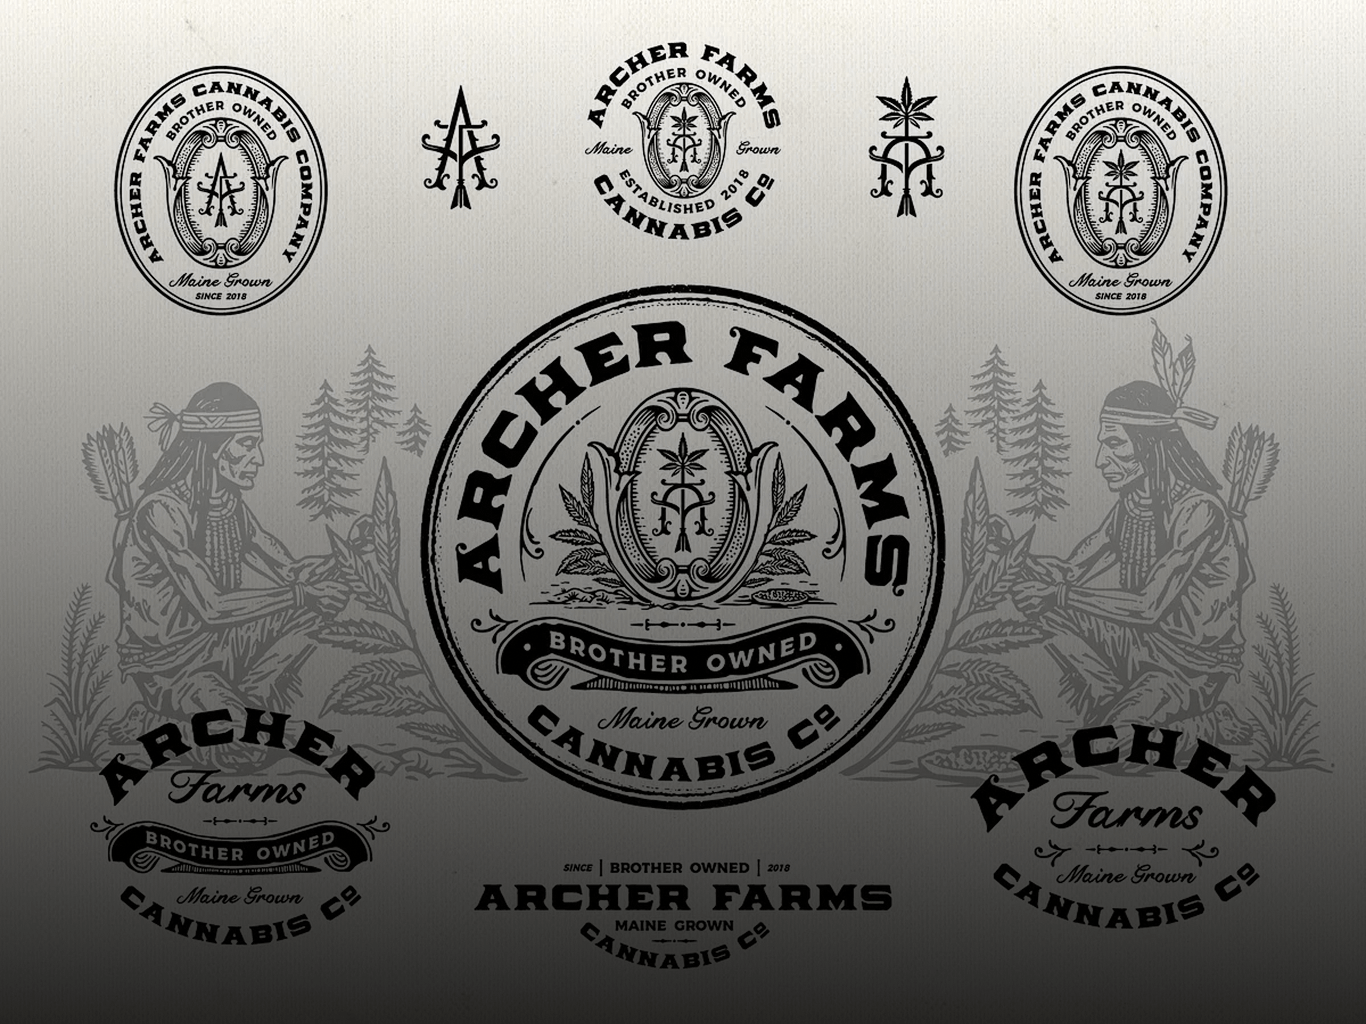 ARCHER FARMS CANNABIS COMPANY
BROTHER OWNED
Maine Grown
SINCE 2018
ARCHER FARMS
BROTHER OWNED
Maine Grown
ESTABLISHED 2018
CANNABIS Cº
ARCHER FARMS CANNABIS COMPANY
BROTHER OWNED
Maine Grown
SINCE 2018
ARCHER FARMS
BROTHER OWNED
Maine Grown
CANNABIS Cº
ARCHER
Farms
BROTHER OWNED
Maine Grown
CANNABIS Cº
SINCE | BROTHER OWNED | 2018
ARCHER FARMS
MAINE GROWN
CANNABIS Cº
ARCHER
Farms
Maine Grown
CANNABIS Cº